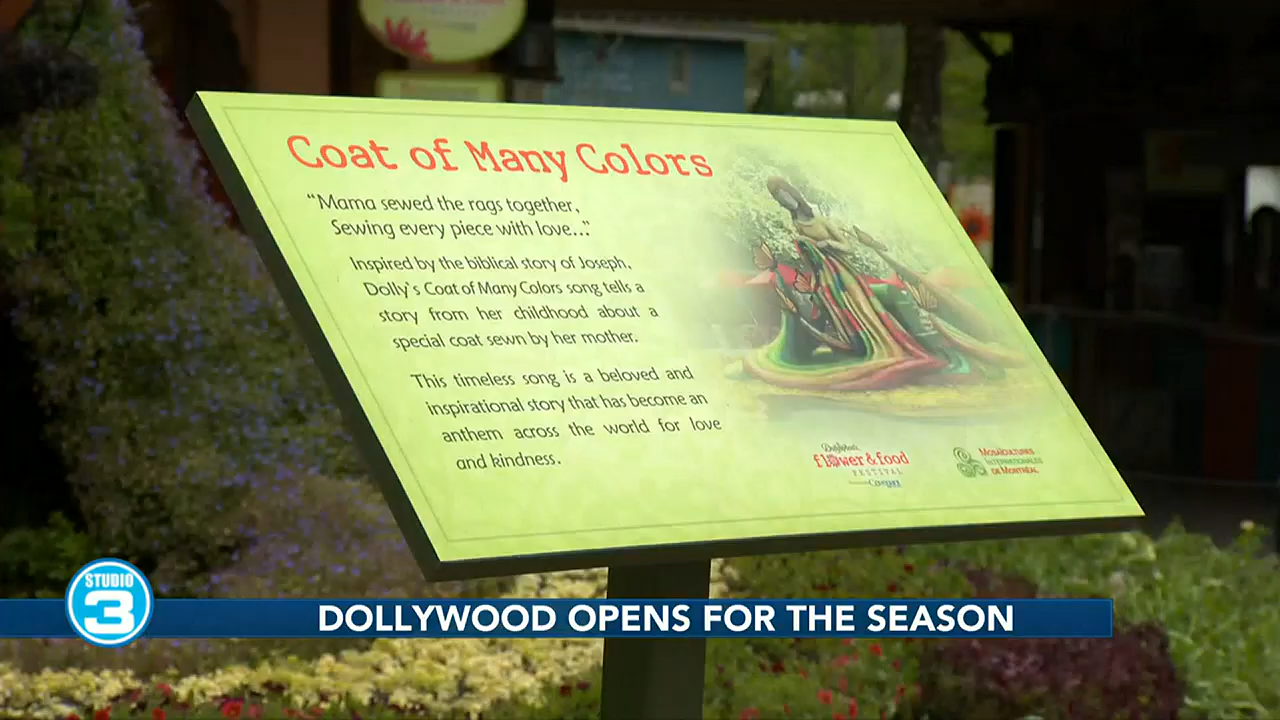 Coat of Many Colors
“Mama sewed the rags together,
Sewing every piece with love...”
Inspired by the biblical story of Joseph,
Dolly's Coat of Many Colors song tells a
story from her childhood about a
special coat sewn by her mother.
This timeless song is a beloved and
inspirational story that has become an
anthem across the world for love
and kindness.
Dollywood's
flower & food
FESTIVAL
MOSAÏCULTURES
INTERNATIONALES
DE MONTRÉAL
STUDIO
3
DOLLYWOOD OPENS FOR THE SEASON